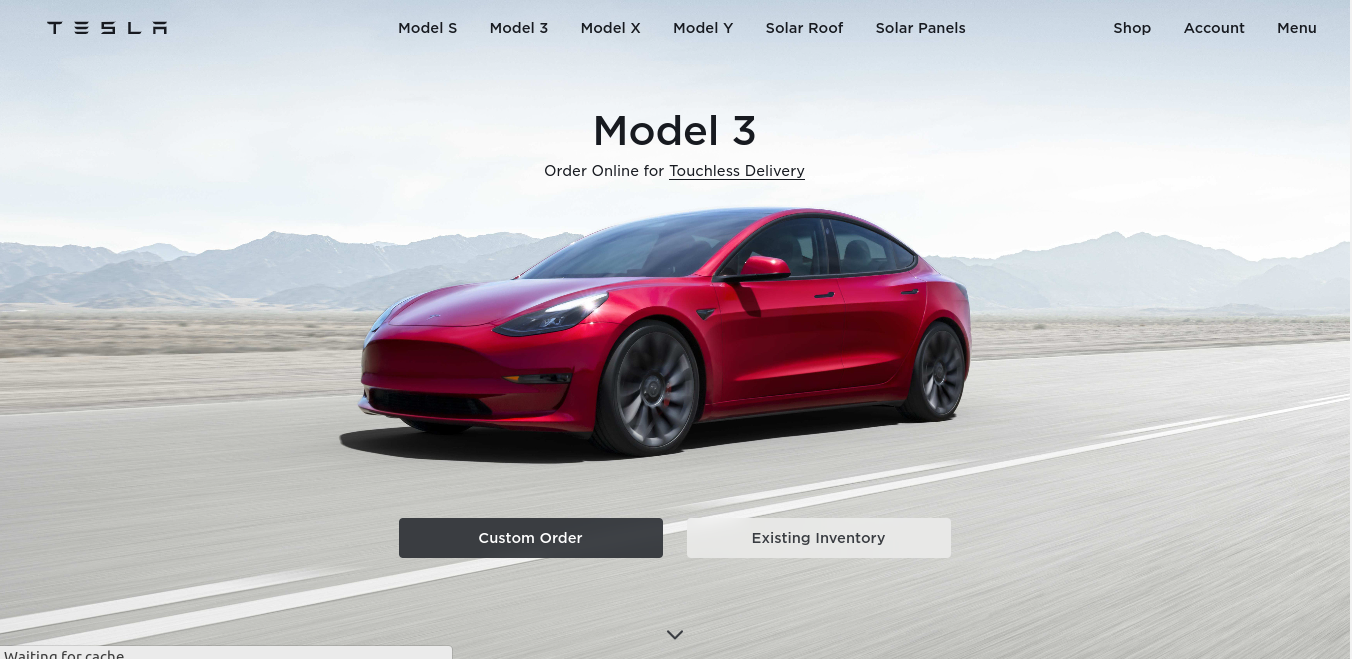 TESLA
Model S Model 3 Model X Model Y Solar Roof Solar Panels
Shop Account Menu
Model 3
Order Online for Touchless Delivery
Custom Order
Existing Inventory
Waiting for cache